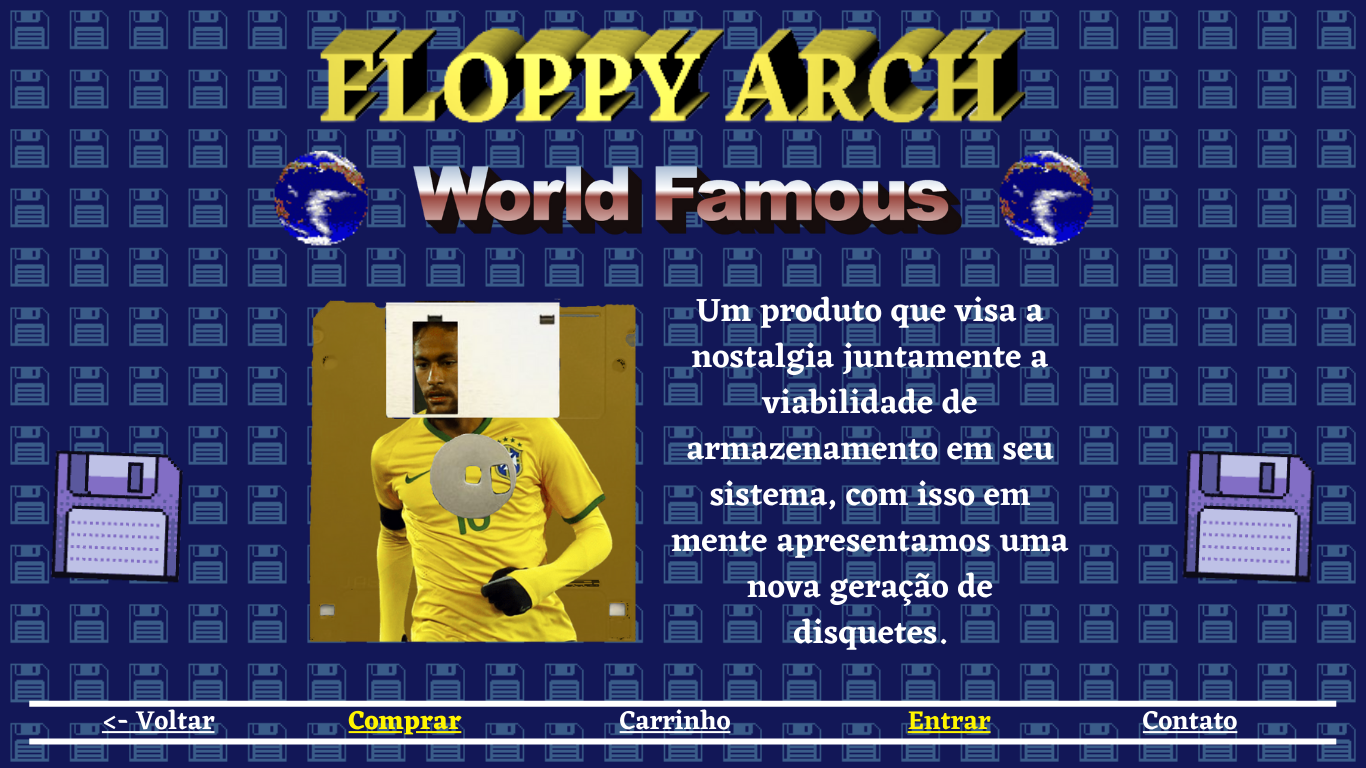 FLOPPY ARCH
World Famous
Um produto que visa a
nostalgia juntamente a
viabilidade de
armazenamento em seu
sistema, com isso em
mente apresentamos uma
nova geração de
disquetes.
10
<- Voltar
Comprar
Carrinho
Entrar
Contato